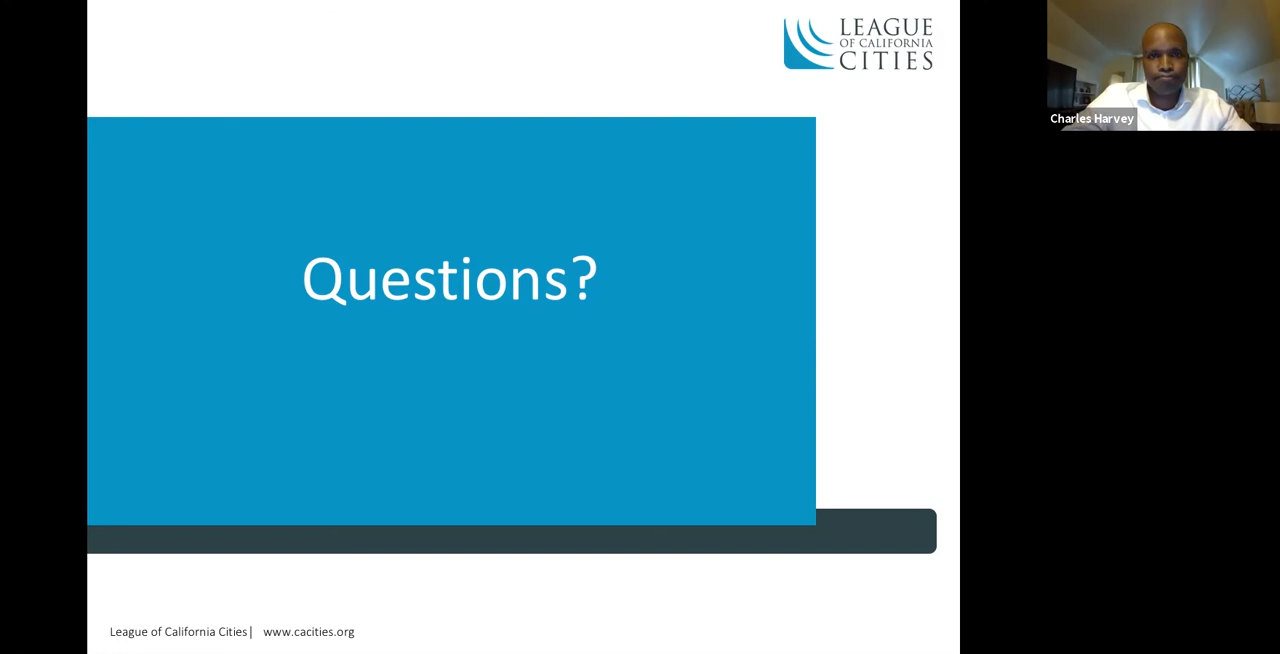 LEAGUE
OF CALIFORNIA
CITIES
Charles Harvey
Questions?
League of California Cities| www.cacities.org